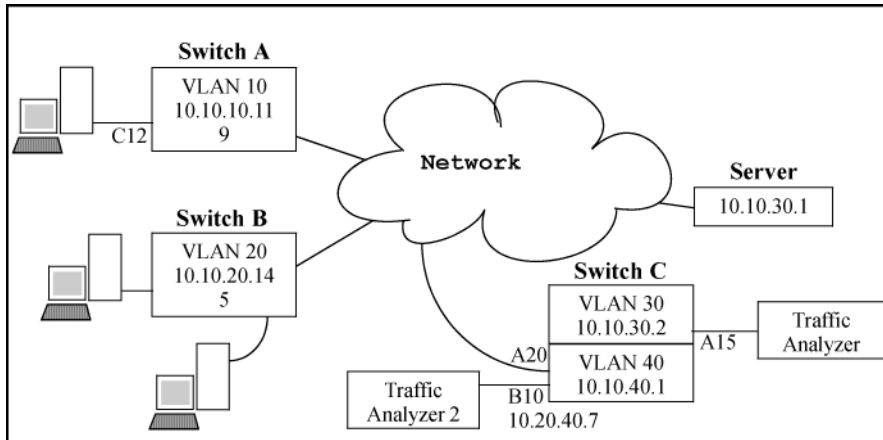 Switch A
VLAN 10
10.10.10.11
9
C12
Network
Server
10.10.30.1
Switch B
VLAN 20
10.10.20.14
5
Switch C
VLAN 30
10.10.30.2
A15
Traffic
Analyzer
A20
VLAN 40
10.10.40.1
Traffic
Analyzer 2
B10
10.20.40.7